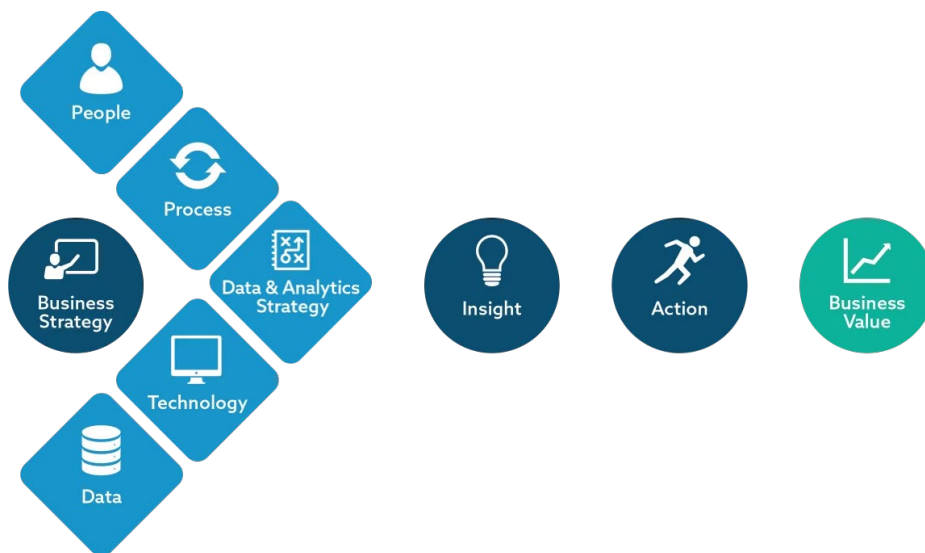 People
Process
Business
Strategy
Data & Analytics
Strategy
Insight
Action
Business
Value
Technology
Data